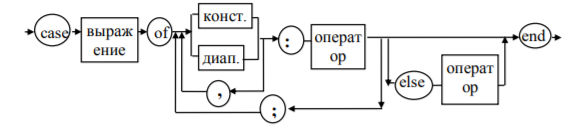 case
выраж
ение
of
конст.
диап.
,
:
операт
ор
;
else
операт
ор
end